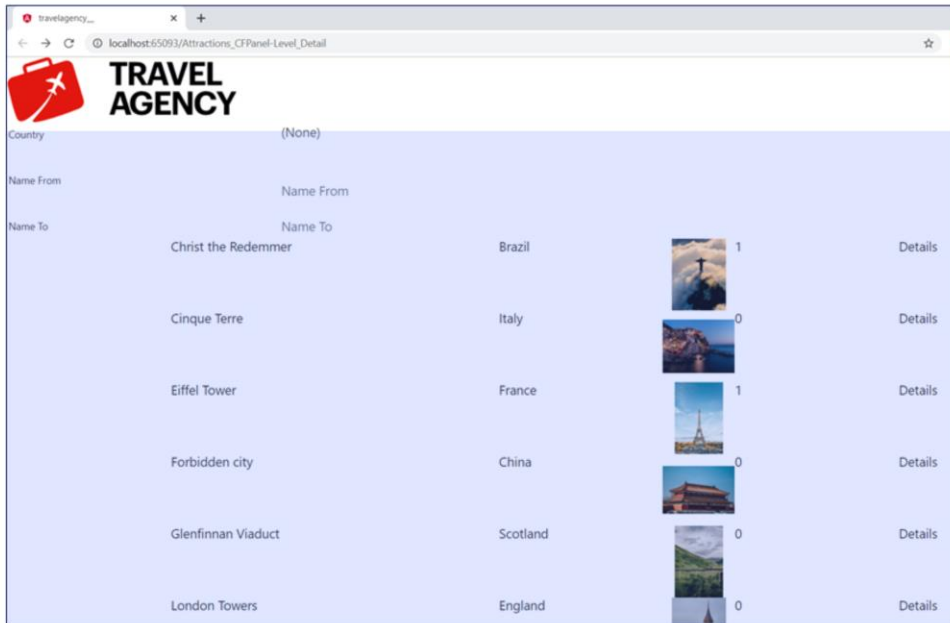 travelagency_
localhost:65093/Attractions_CFPanel-Level_Detail
TRAVEL
AGENCY
Country (None)
Name From Name From
Name To Name To
Christ the Redemmer Brazil 1 Details
Cinque Terre Italy 0 Details
Eiffel Tower France 1 Details
Forbidden city China 0 Details
Glenfinnan Viaduct Scotland 0 Details
London Towers England 0 Details